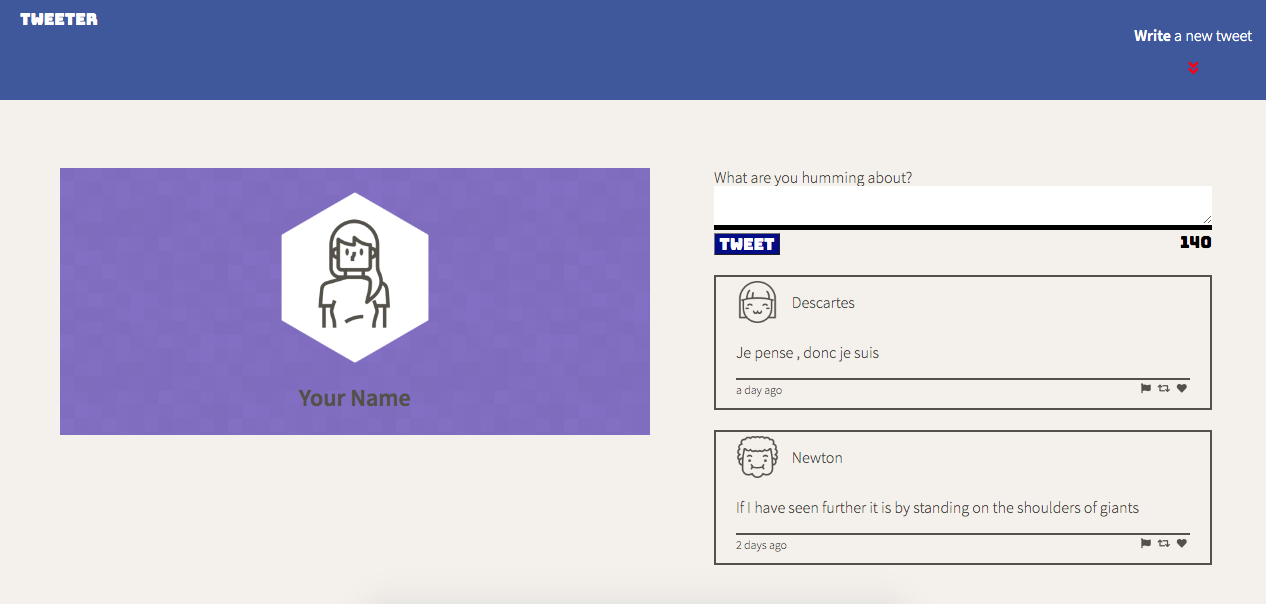 TWEETER
Write a new tweet
Your Name
What are you humming about?
TWEET
140
Descartes
Je pense , donc je suis
a day ago
Newton
If I have seen further it is by standing on the shoulders of giants
2 days ago